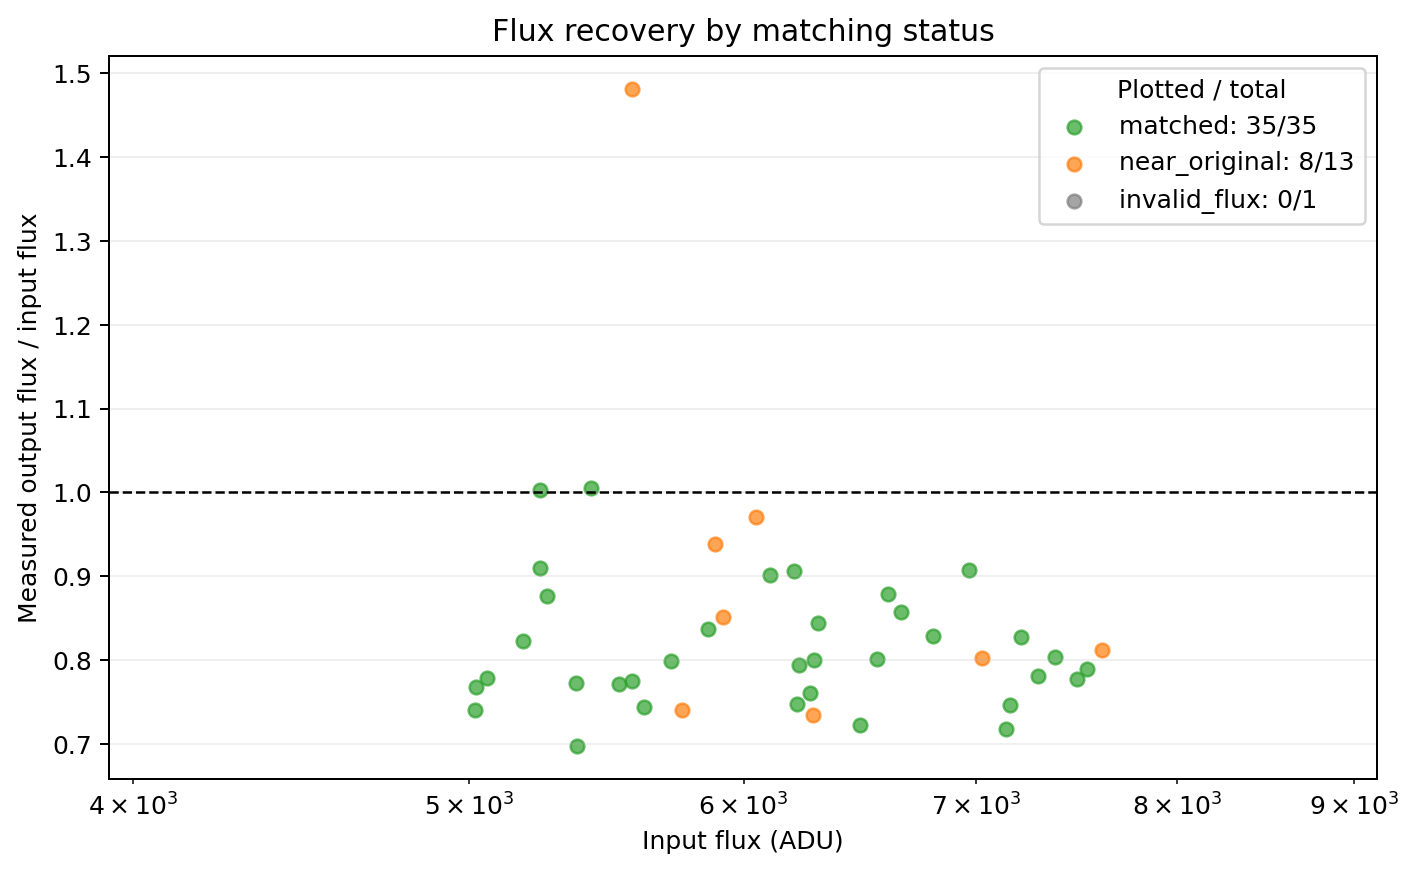 Flux recovery by matching status
Plotted / total
matched: 35/35
near_original: 8/13
invalid_flux: 0/1
Measured output flux / input flux
1.5
1.4
1.3
1.2
1.1
1.0
0.9
0.8
0.7
4 × 10³ 5 × 10³ 6 × 10³ 7 × 10³ 8 × 10³ 9 × 10³
Input flux (ADU)